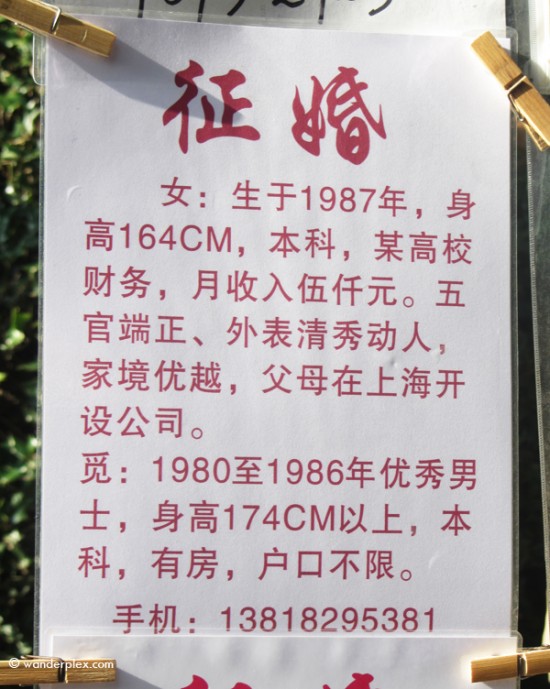 征婚
女：生于1987年，身
高164CM，本科，某高校
财务，月收入伍仟元。五
官端正、外表清秀动人，
家境优越，父母在上海开
设公司。
觅：1980至1986年优秀男
士，身高174CM以上，本
科，有房，户口不限。
手机：13818295381
© wanderplex.com